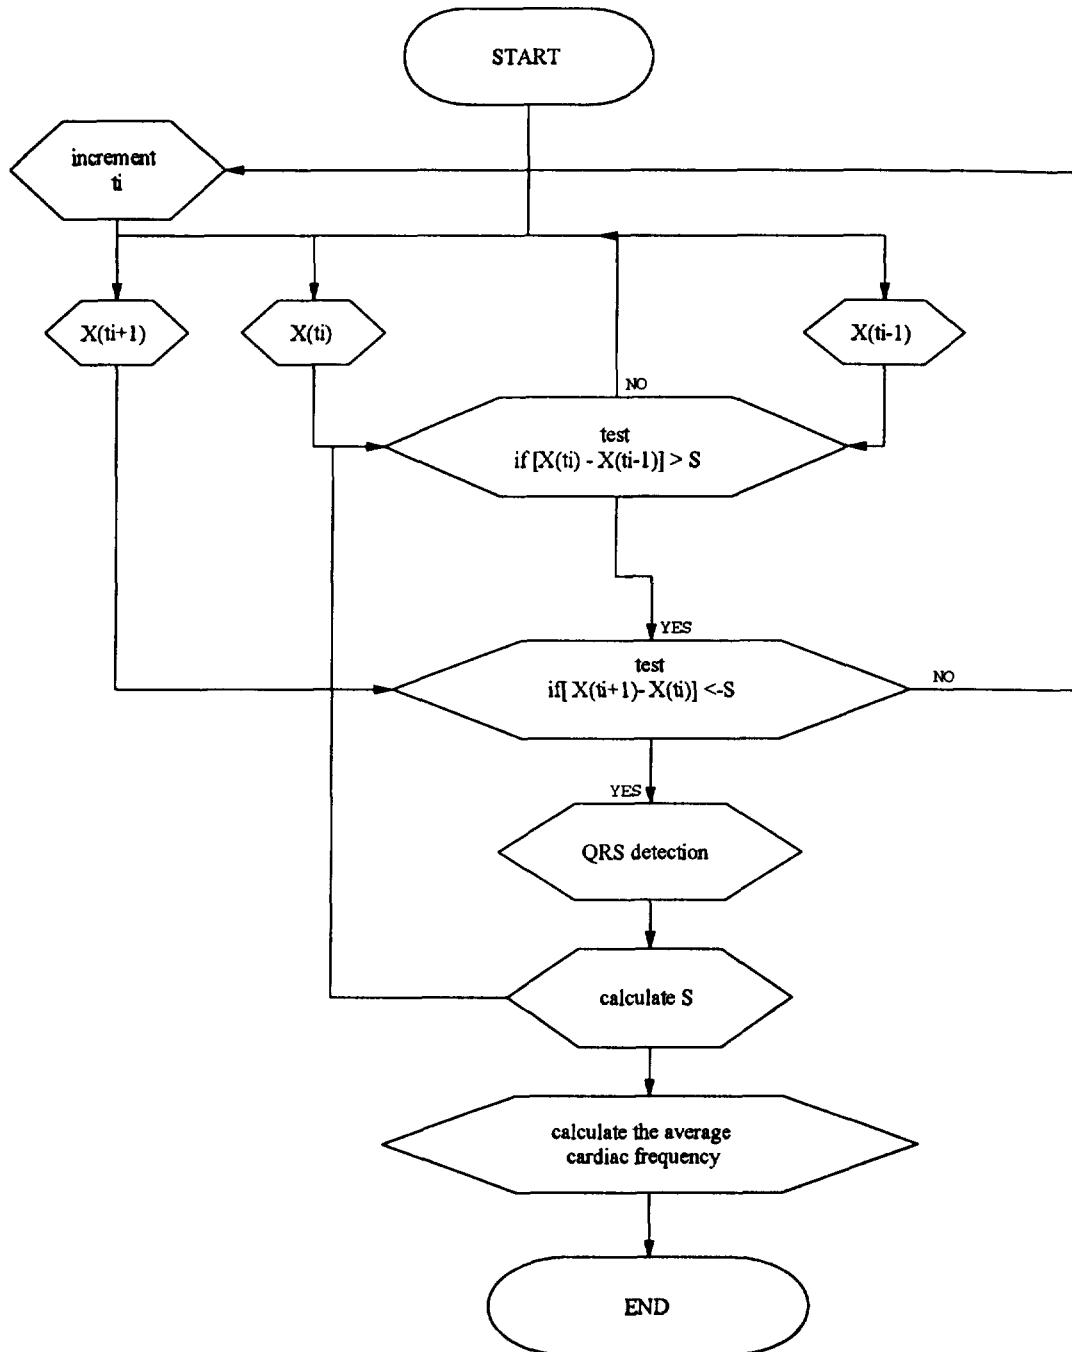 START
increment
ti
X(ti+1)
X(ti)
X(ti-1)
NO
test
if [X(ti) - X(ti-1)] > S
YES
test
if[ X(ti+1)- X(ti)] <-S
NO
YES
QRS detection
calculate S
calculate the average
cardiac frequency
END